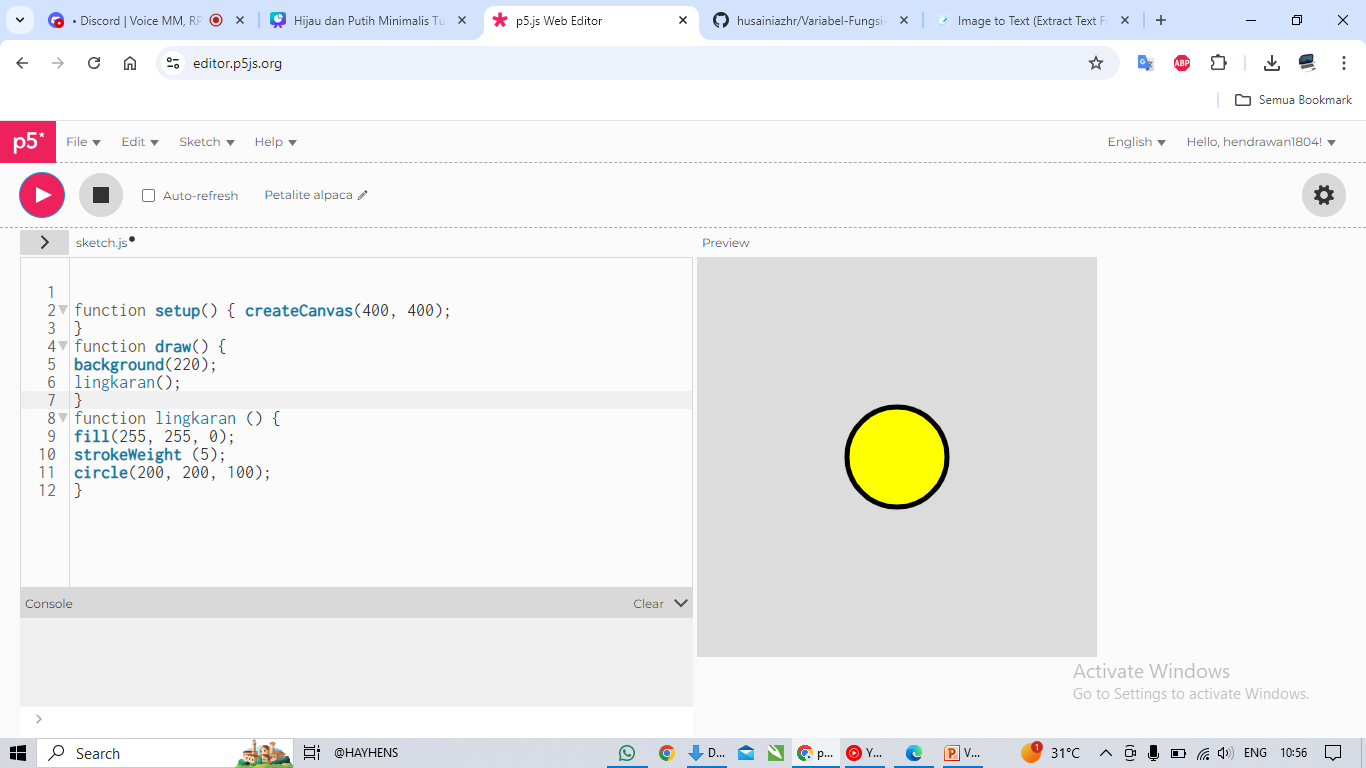 • Discord | Voice MM, RP
Hijau dan Putih Minimalis Tu
p5.js Web Editor
husainiazhr/Variabel-Fungsi-
Image to Text (Extract Text Fr
editor.p5js.org
ABP
Semua Bookmark
p5* File Edit Sketch Help English Hello, hendrawan1804!
Auto-refresh Petalite alpaca
> sketch.js•
Preview
1
2 function setup() { createCanvas(400, 400);
3 }
4 function draw() {
5 background(220);
6 lingkaran();
7 }
8 function lingkaran () {
9 fill(255, 255, 0);
10 strokeWeight (5);
11 circle(200, 200, 100);
12 }
Console Clear
>
Activate Windows
Go to Settings to activate Windows.
Search @HAYHENS D... p... Y... V... 1 31°C ENG 10:56